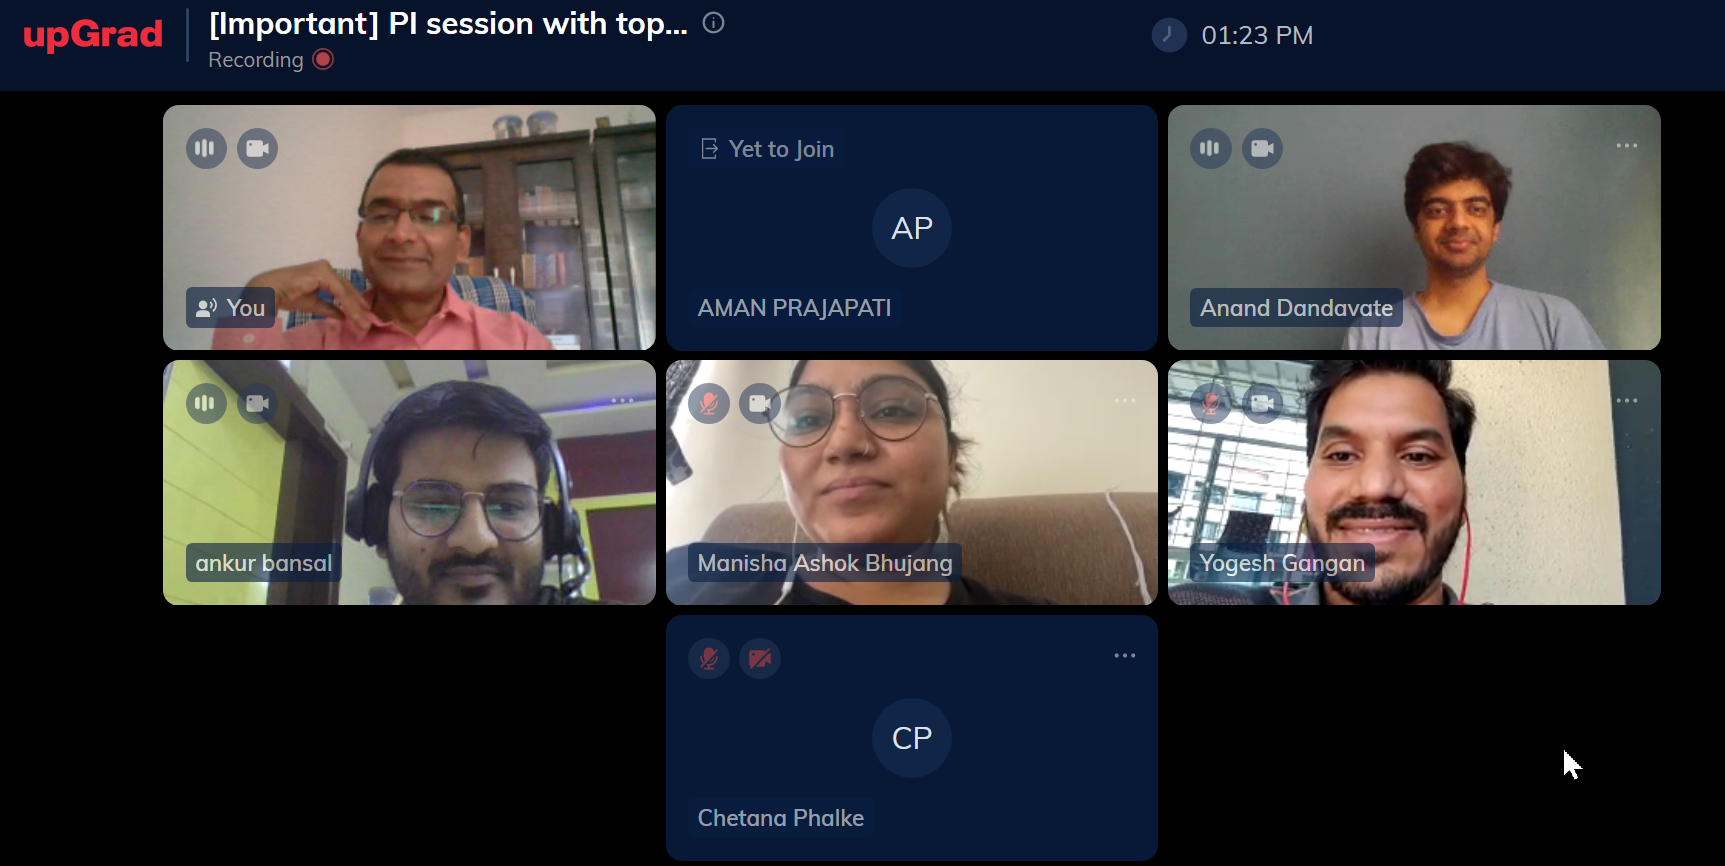 upGrad
[Important] PI session with top...
Recording
01:23 PM
You
Yet to Join
AP
AMAN PRAJAPATI
Anand Dandavate
ankur bansal
Manisha Ashok Bhujang
Yogesh Gangan
CP
Chetana Phalke